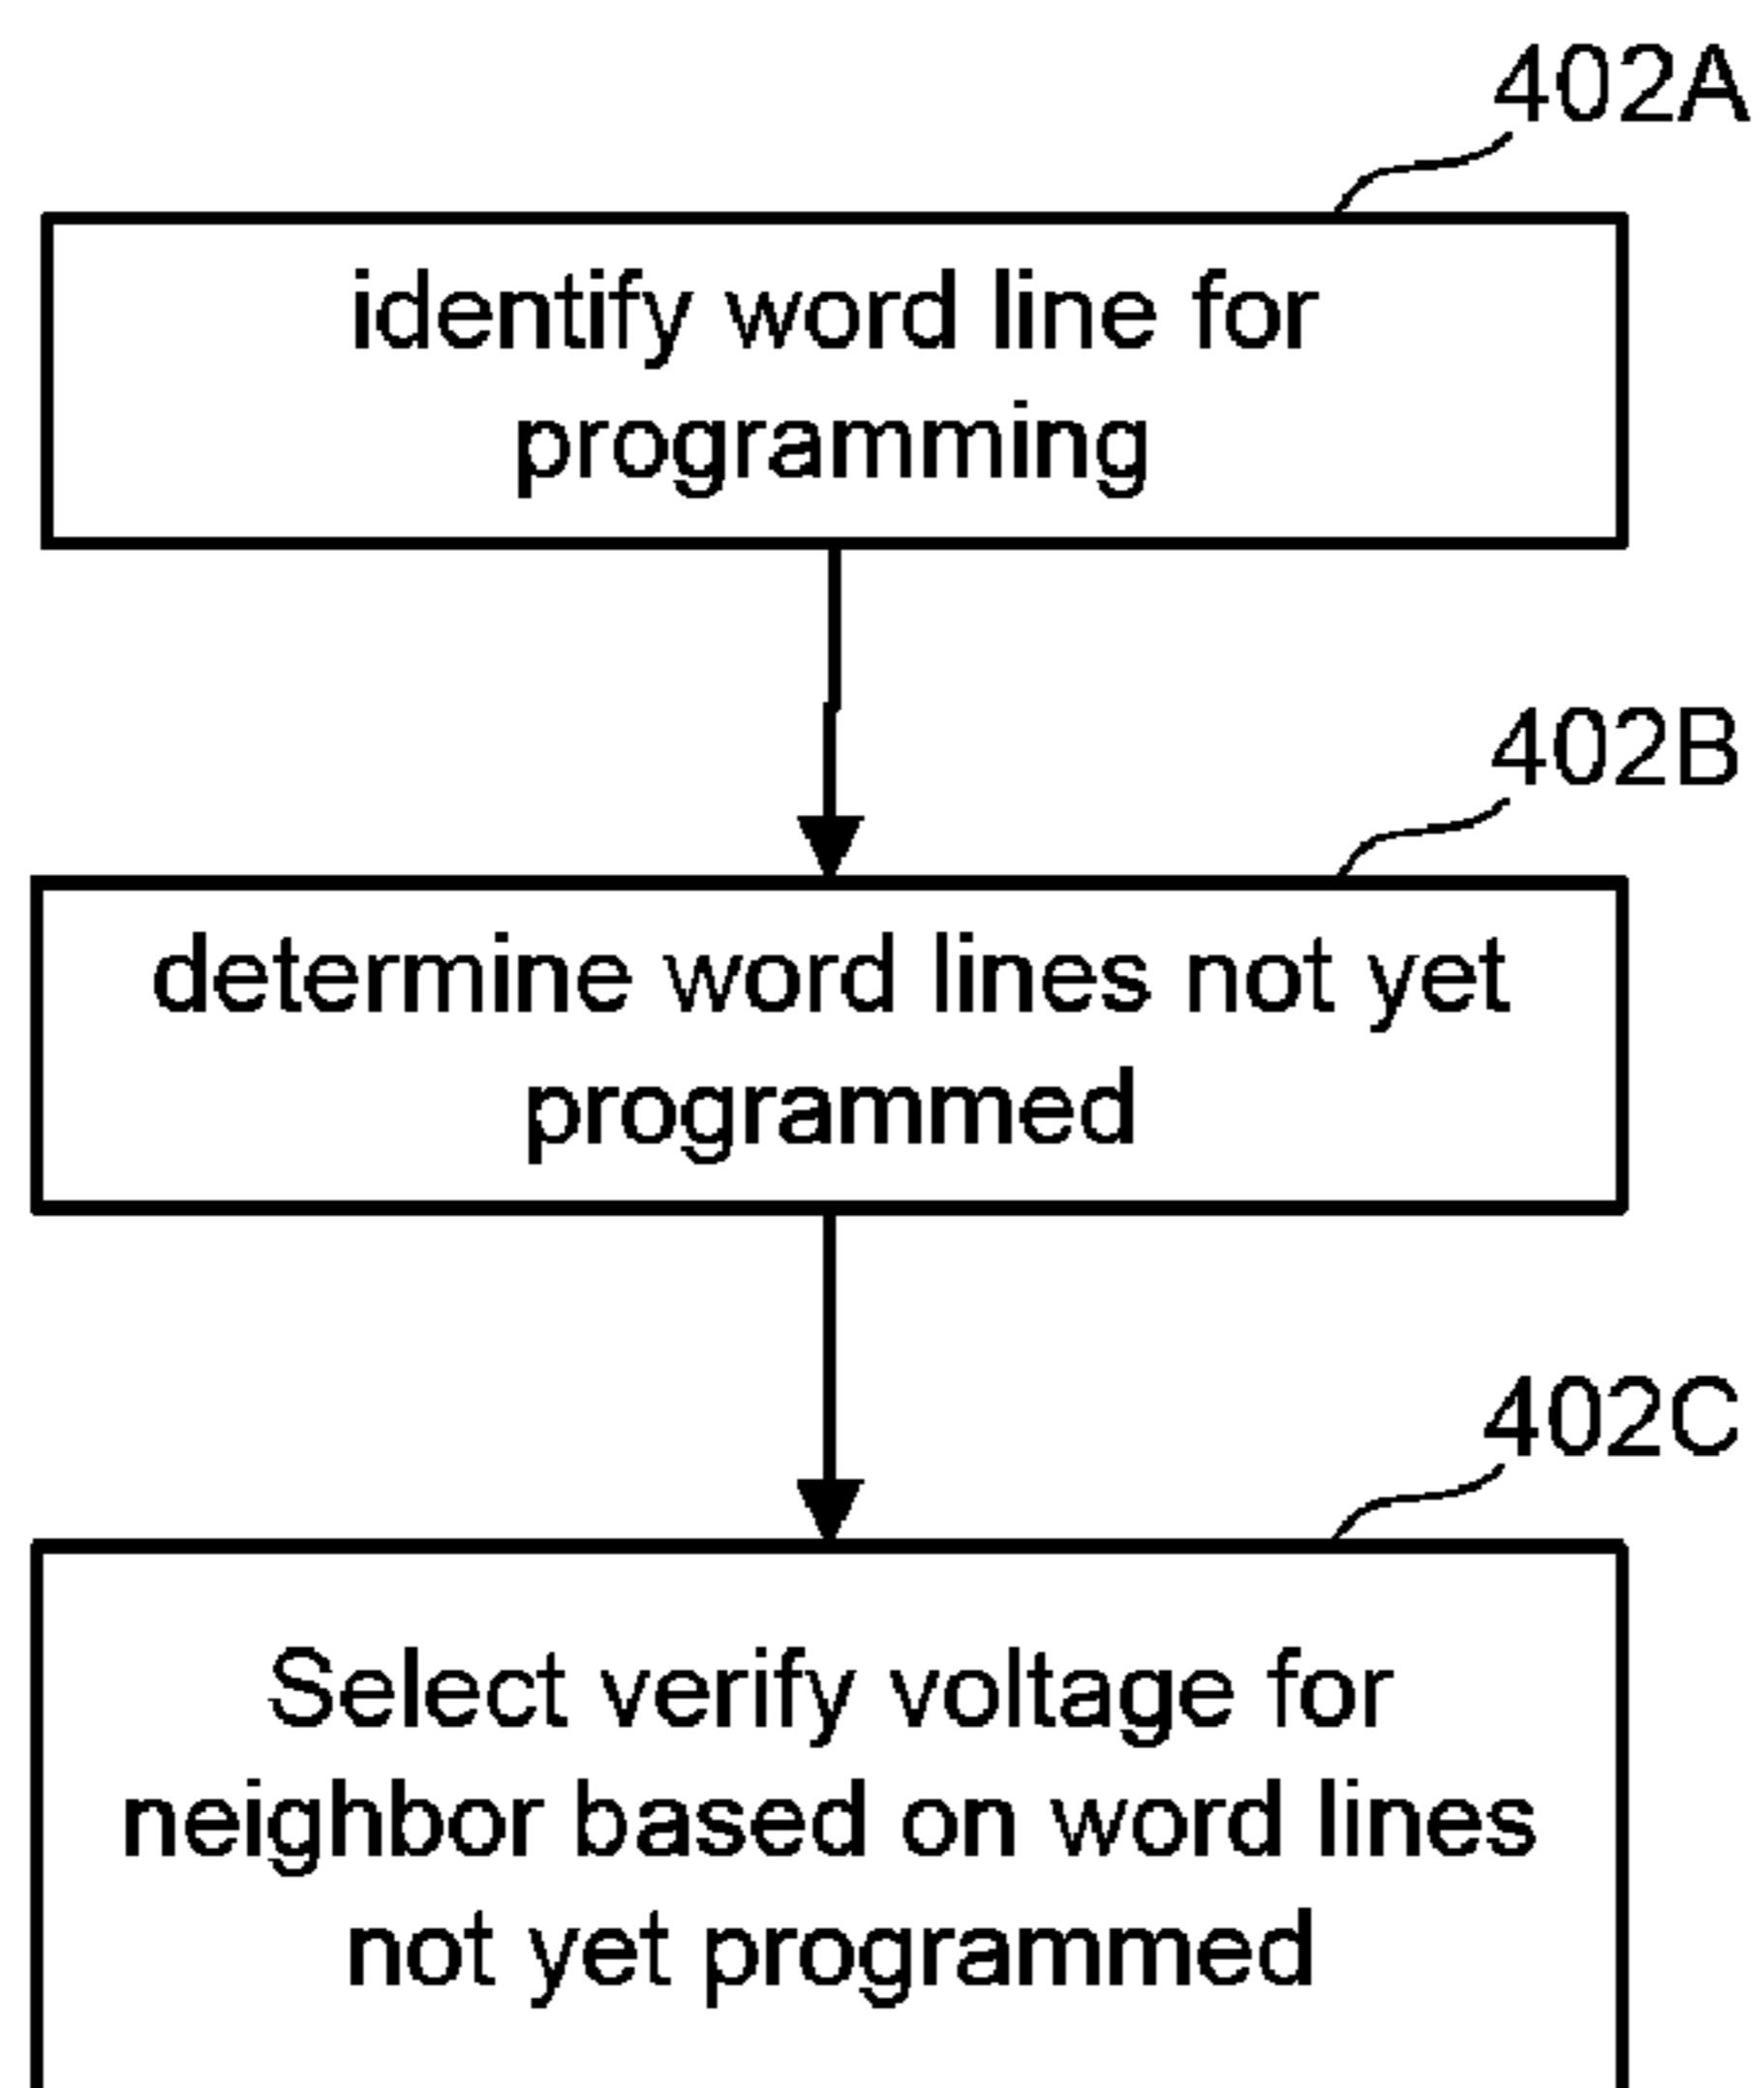 402A
identify word line for
programming
402B
determine word lines not yet
programmed
402C
Select verify voltage for
neighbor based on word lines
not yet programmed